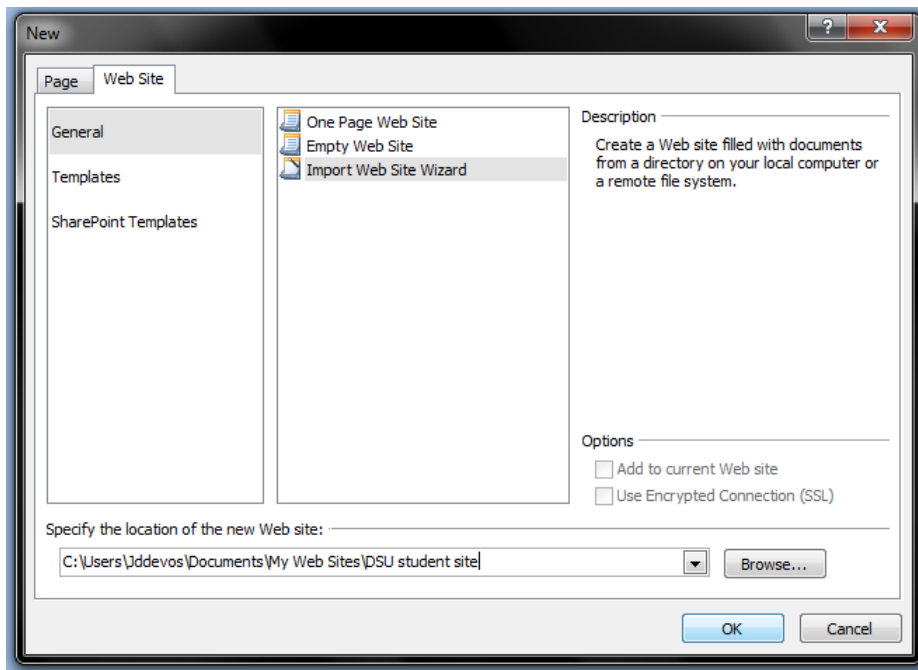 New
?
Page
Web Site
General
Templates
SharePoint Templates
One Page Web Site
Empty Web Site
Import Web Site Wizard
Description
Create a Web site filled with documents
from a directory on your local computer or
a remote file system.
Options
Add to current Web site
Use Encrypted Connection (SSL)
Specify the location of the new Web site:
C:\Users\Jddevos\Documents\My Web Sites\DSU student site
Browse...
OK
Cancel